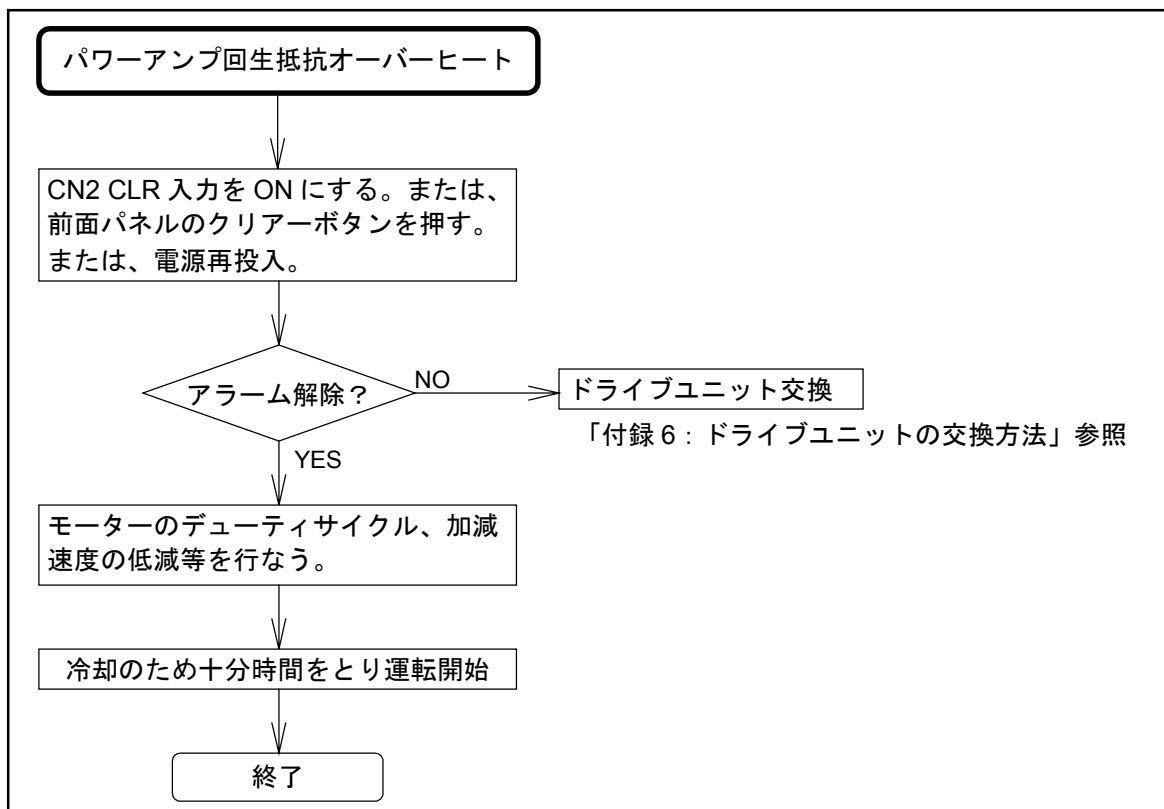 パワーアンプ回生抵抗オーバーヒート
CN2 CLR 入力を ON にする。または、
前面パネルのクリアーボタンを押す。
または、電源再投入。
アラーム解除？
NO
ドライブユニット交換
「付録 6：ドライブユニットの交換方法」参照
YES
モーターのデューティサイクル、加減
速度の低減等を行なう。
冷却のため十分時間をとり運転開始
終了